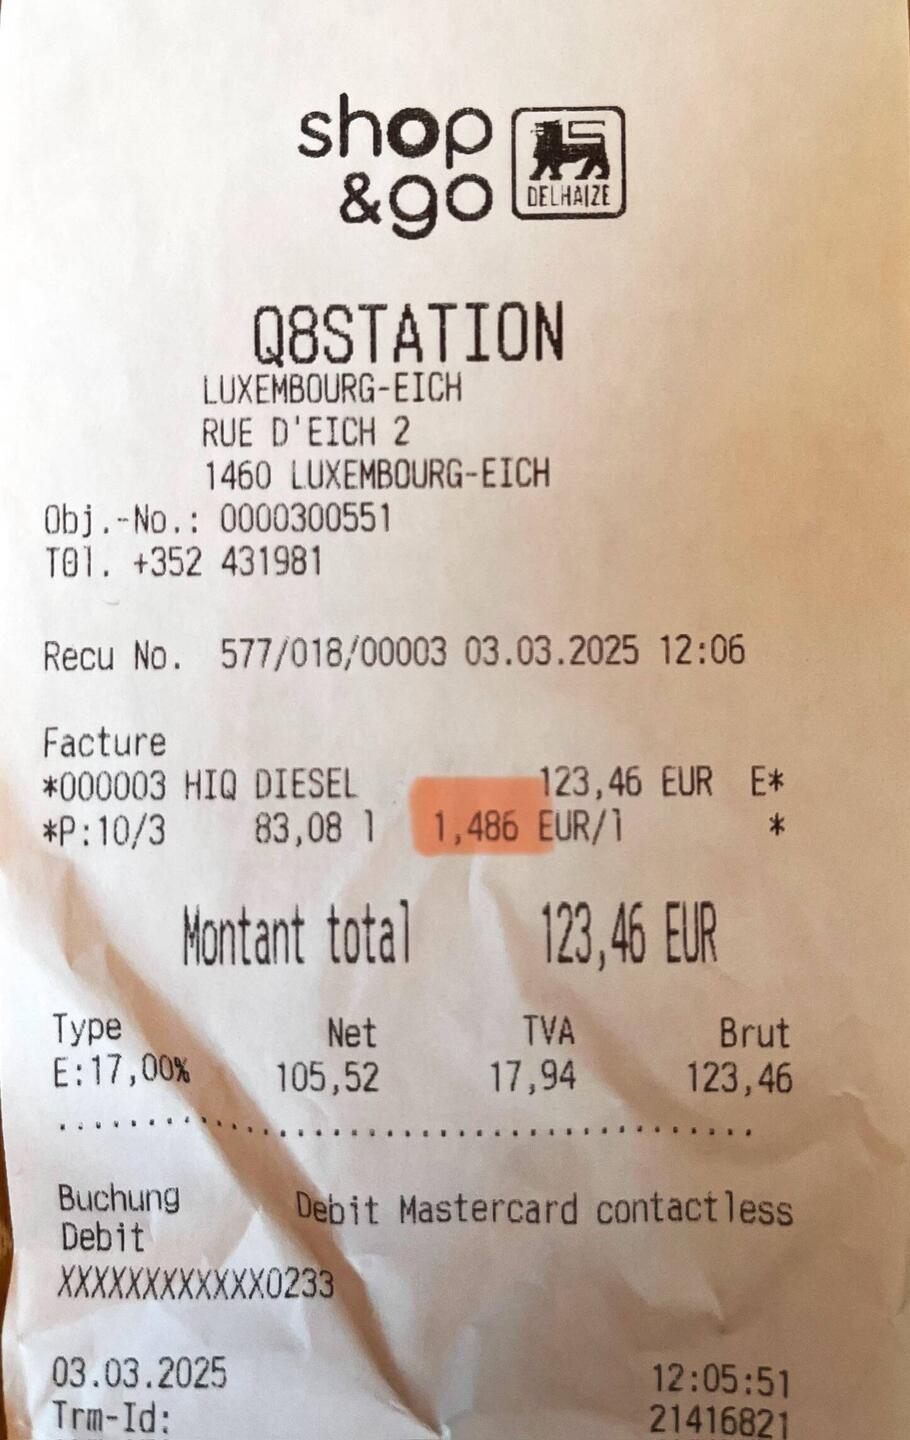 shop
&go
DELHAIZE
Q8STATION
LUXEMBOURG-EICH
RUE D'EICH 2
1460 LUXEMBOURG-EICH
Obj.-No.: 0000300551
T0l. +352 431981
Recu No. 577/018/00003 03.03.2025 12:06
Facture
*000003 HIQ DIESEL 123,46 EUR E*
*P:10/3 83,08 l 1,486 EUR/l *
Montant total 123,46 EUR
Type Net TVA Brut
E:17,00% 105,52 17,94 123,46
........................................
Buchung Debit Mastercard contactless
Debit
XXXXXXXXXXXX0233
03.03.2025 12:05:51
Trm-Id: 21416821